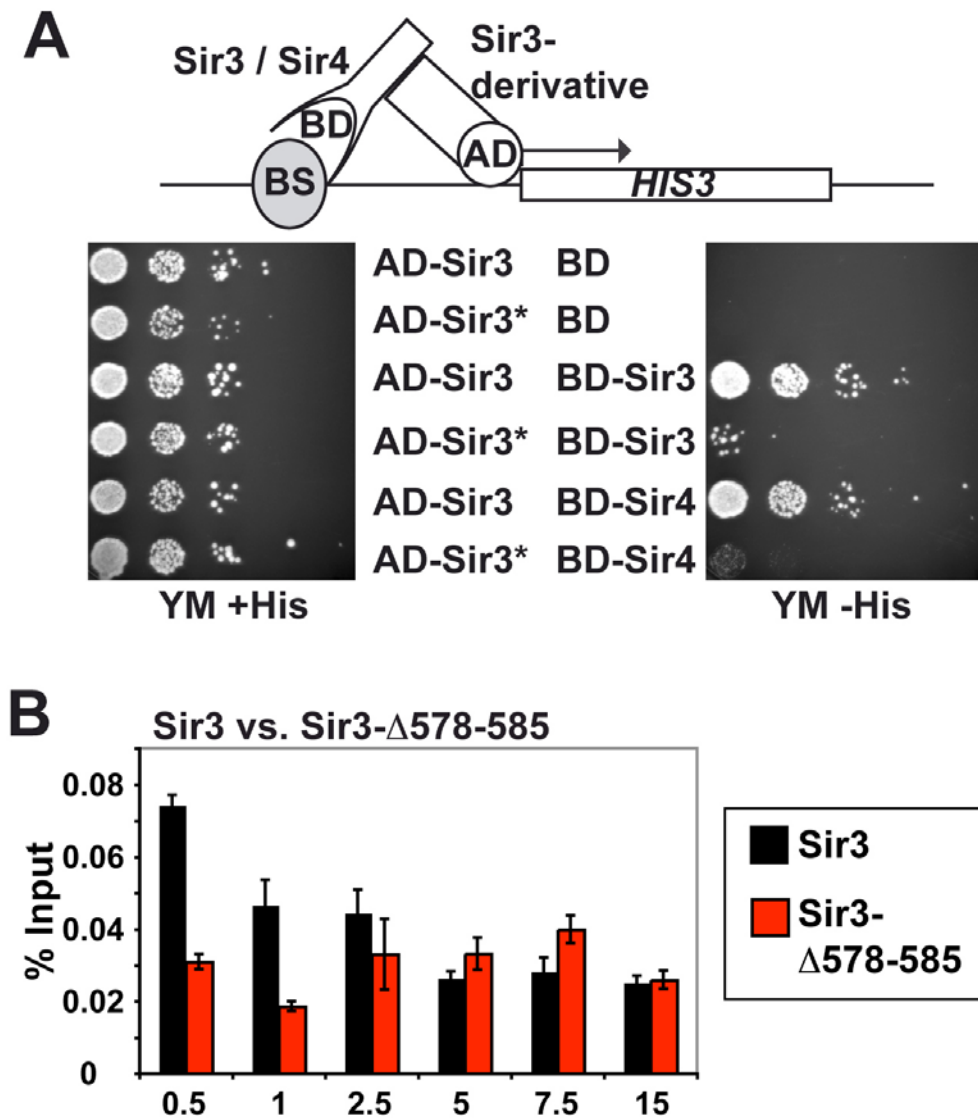 A
Sir3 / Sir4
Sir3-
derivative
BD
BS
AD
HIS3
AD-Sir3 BD
AD-Sir3* BD
AD-Sir3 BD-Sir3
AD-Sir3* BD-Sir3
AD-Sir3 BD-Sir4
AD-Sir3* BD-Sir4
YM +His
YM -His
B
Sir3 vs. Sir3-Δ578-585
% Input
0.08
0.06
0.04
0.02
0
0.5 1 2.5 5 7.5 15
Sir3
Sir3-
Δ578-585